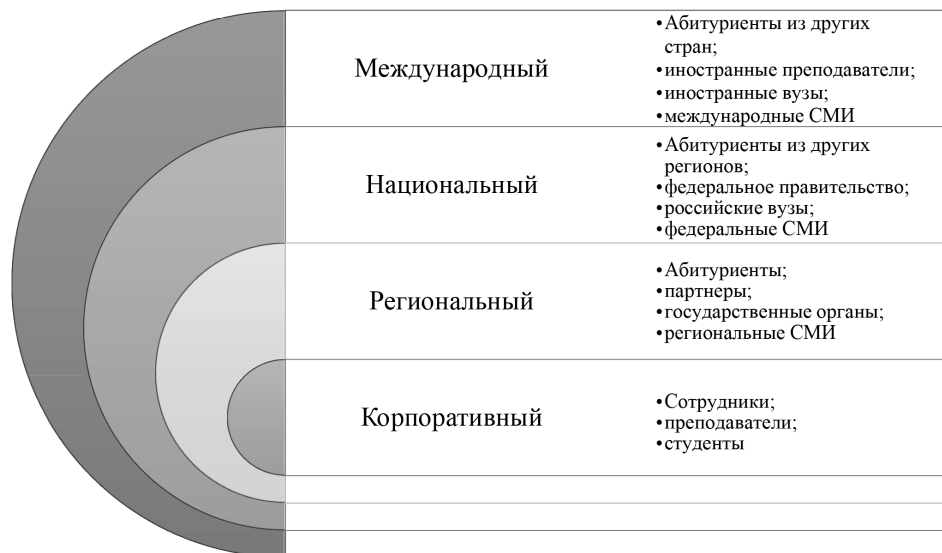 Международный
•Абитуриенты из других
стран;
•иностранные преподаватели;
•иностранные вузы;
•международные СМИ
Национальный
•Абитуриенты из других
регионов;
•федеральное правительство;
•российские вузы;
•федеральные СМИ
Региональный
•Абитуриенты;
•партнеры;
•государственные органы;
•региональные СМИ
Корпоративный
•Сотрудники;
•преподаватели;
•студенты